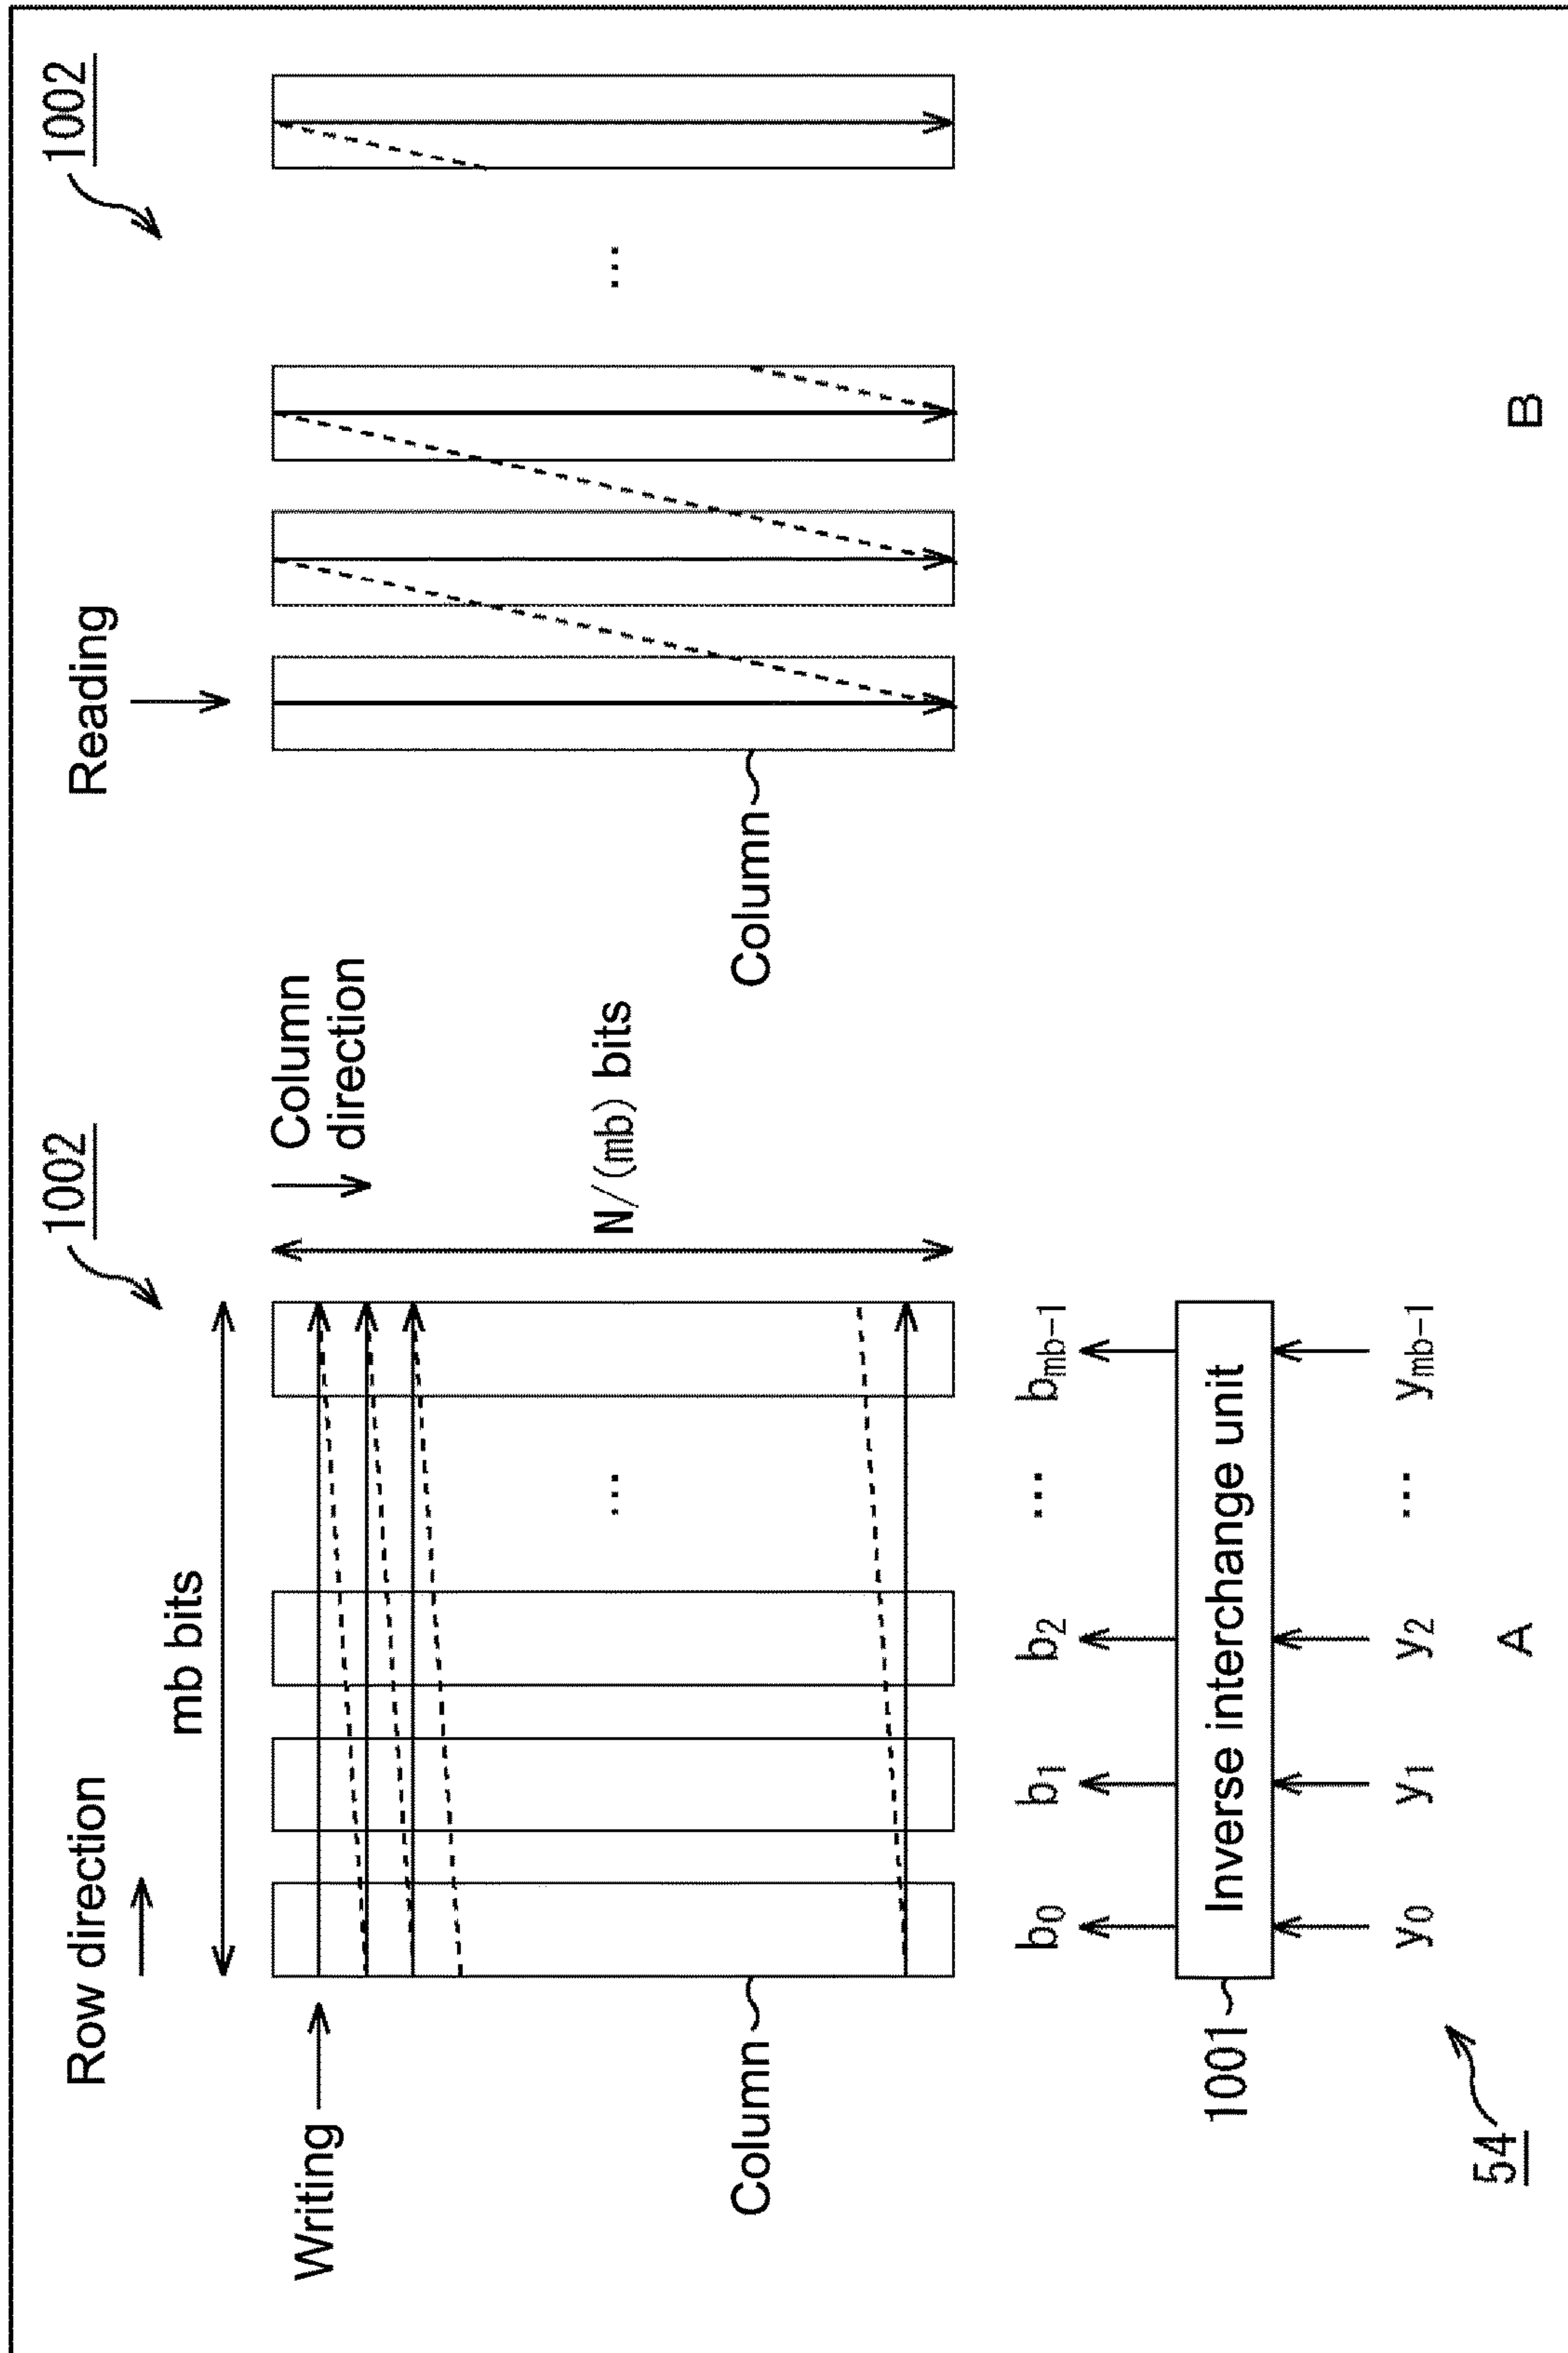 Row direction
mb bits
1002
Writing
Column
direction
N/(mb) bits
...
Column
b0 b1 b2 ... bmb-1
1001
Inverse interchange unit
y0 y1 y2 ... ymb-1
54
A
Reading
1002
...
Column
B